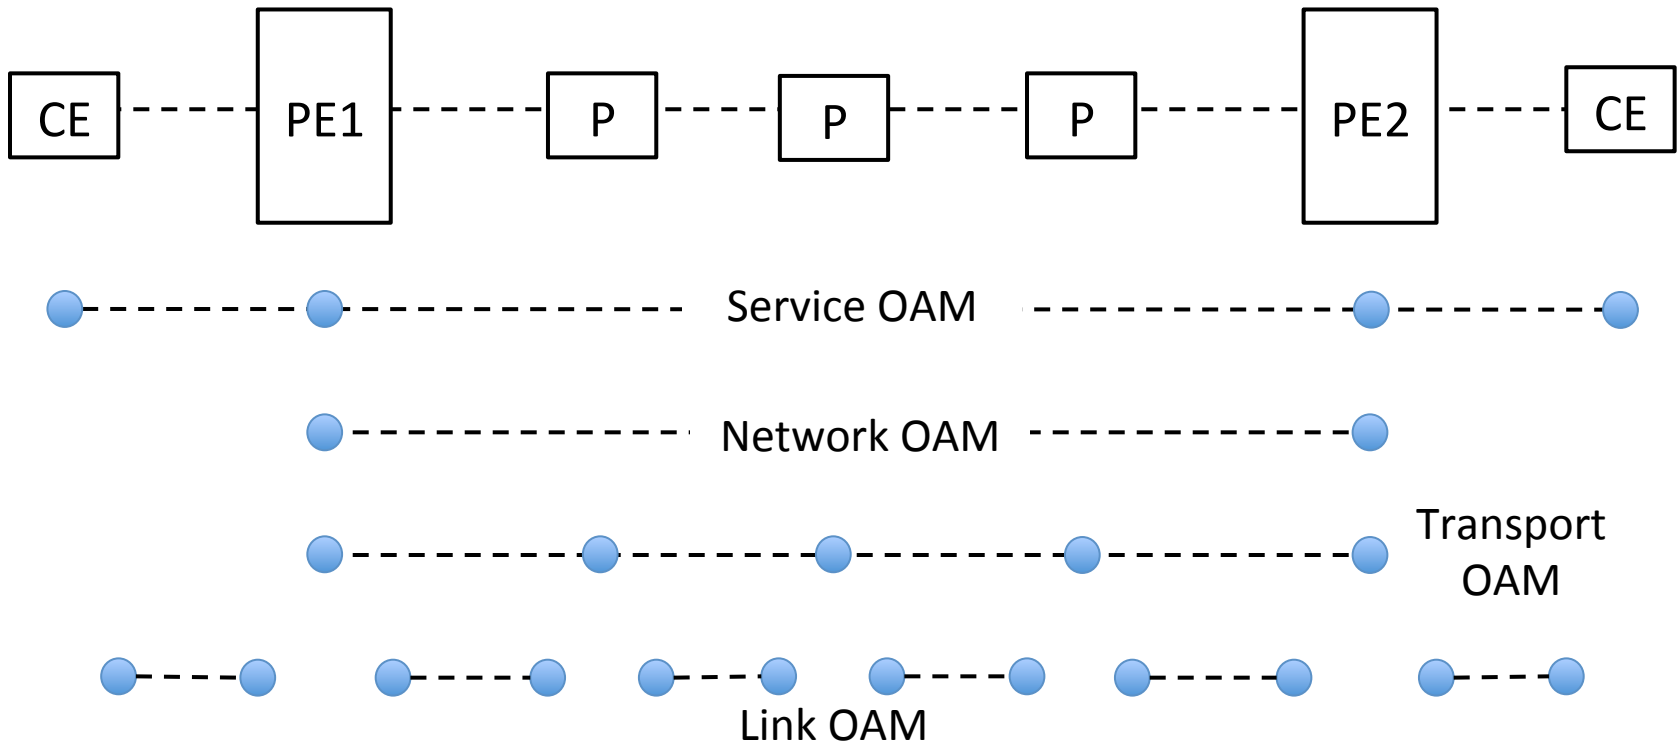 CE PE1 P P P PE2 CE
Service OAM
Network OAM
Transport
OAM
Link OAM